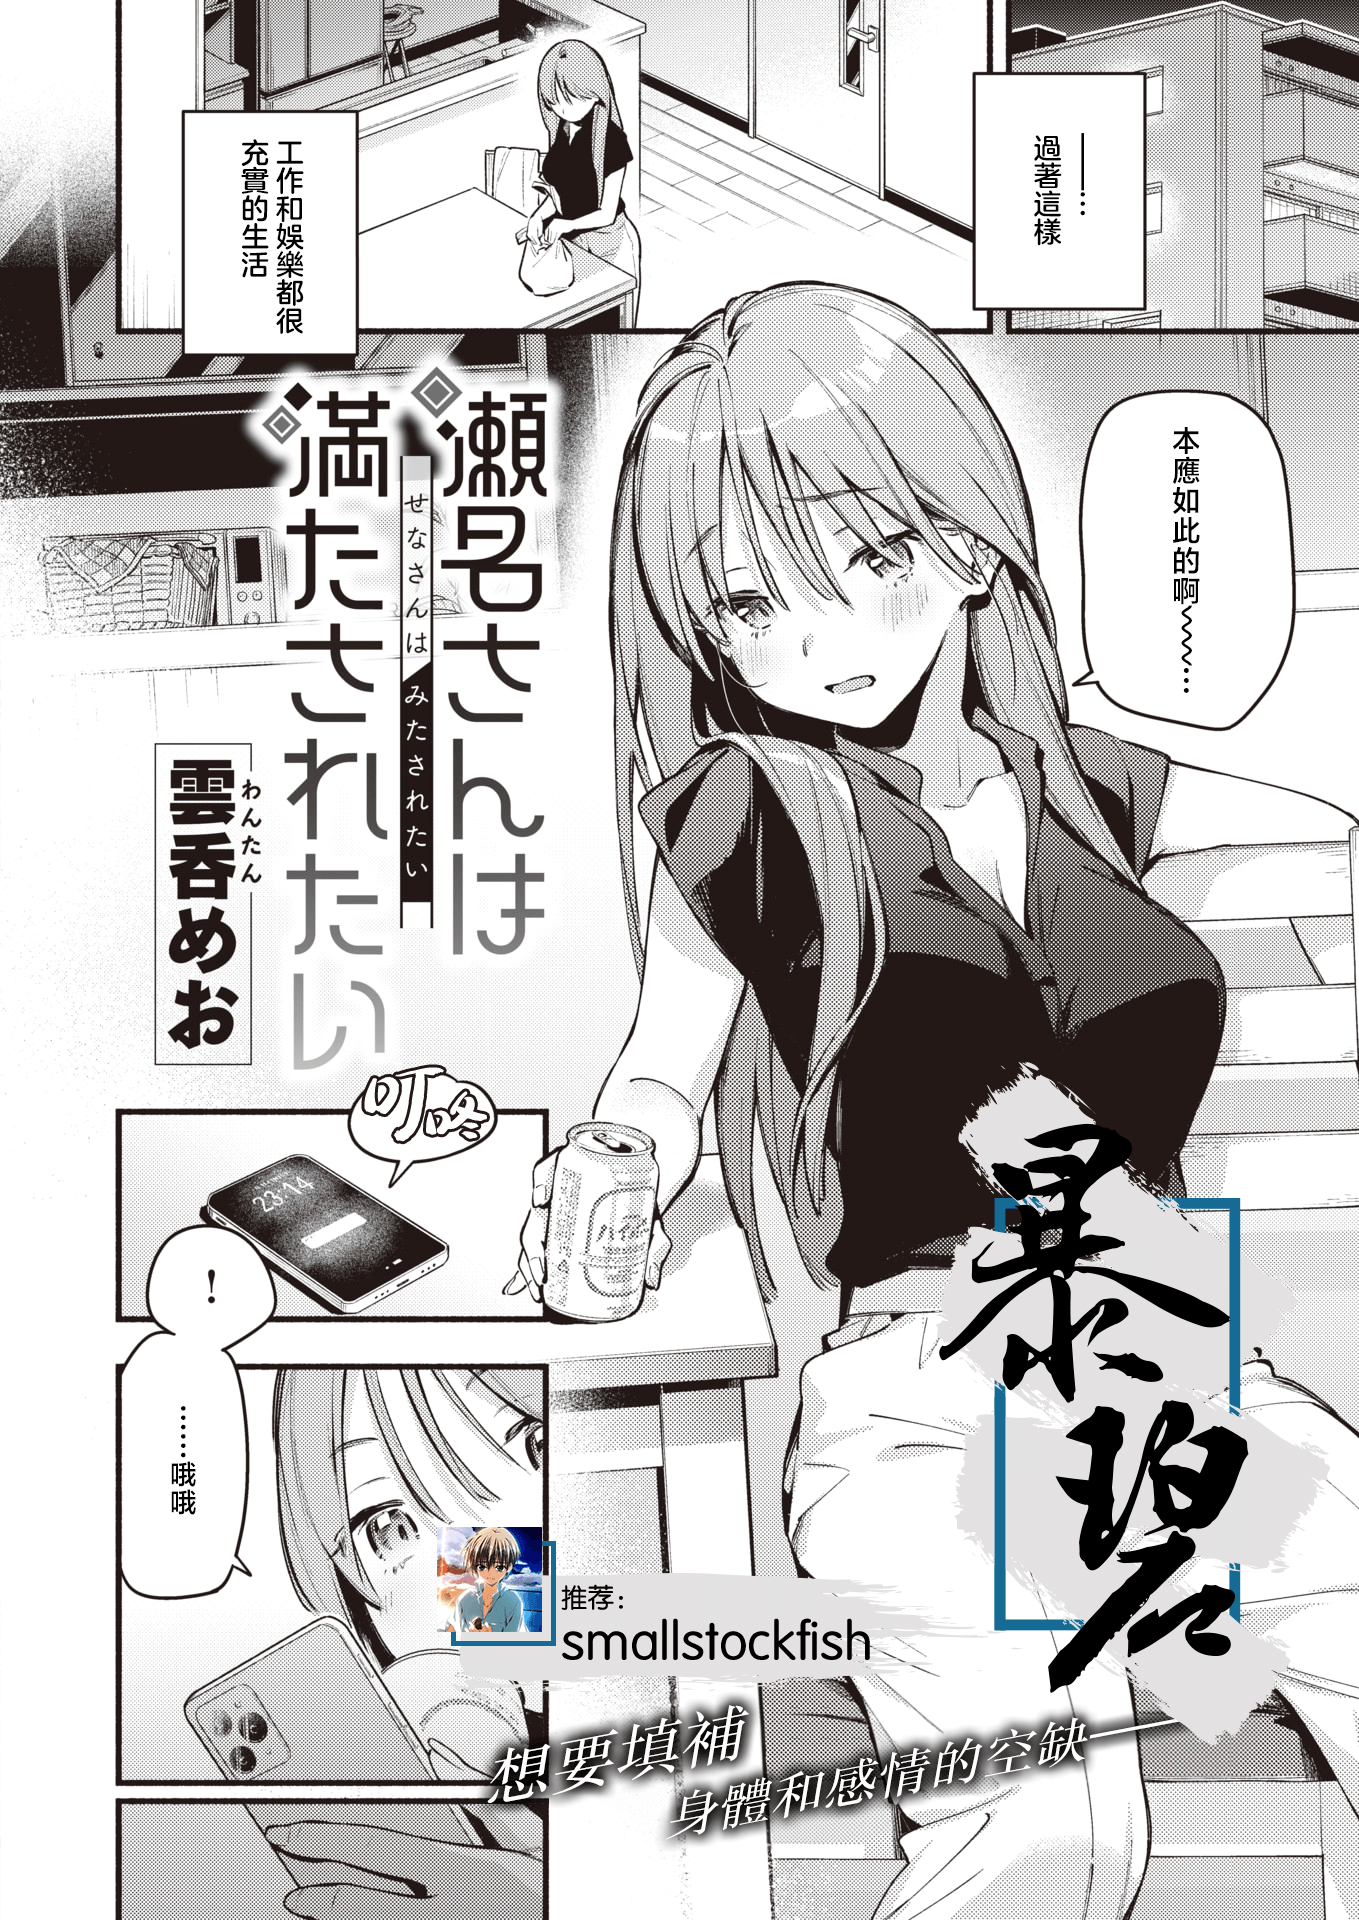 ——…
過著這樣
工作和娛樂都很
充實的生活
本應如此的啊~~~…
瀬名さんは
せなさんは みたされたい
満たされたい
わんたん
雲呑めお
叮咚
23:14
！
……哦哦
暴碧
推荐：
smallstockfish
想要填補
身體和感情的空缺——